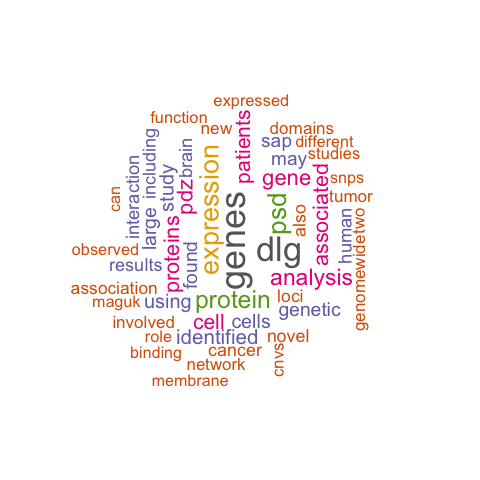 expressed
function
new
patients
domains
sap
different
brain
may
studies
including
interaction
large
study
pdz
expression
gene
snps
can
psd
associated
tumor
genes
also
human
two
genomewide
observed
proteins
found
dlg
results
analysis
association
maguk
using
protein
loci
genetic
involved
cell
cells
role
identified
novel
binding
cancer
network
cnvs
membrane